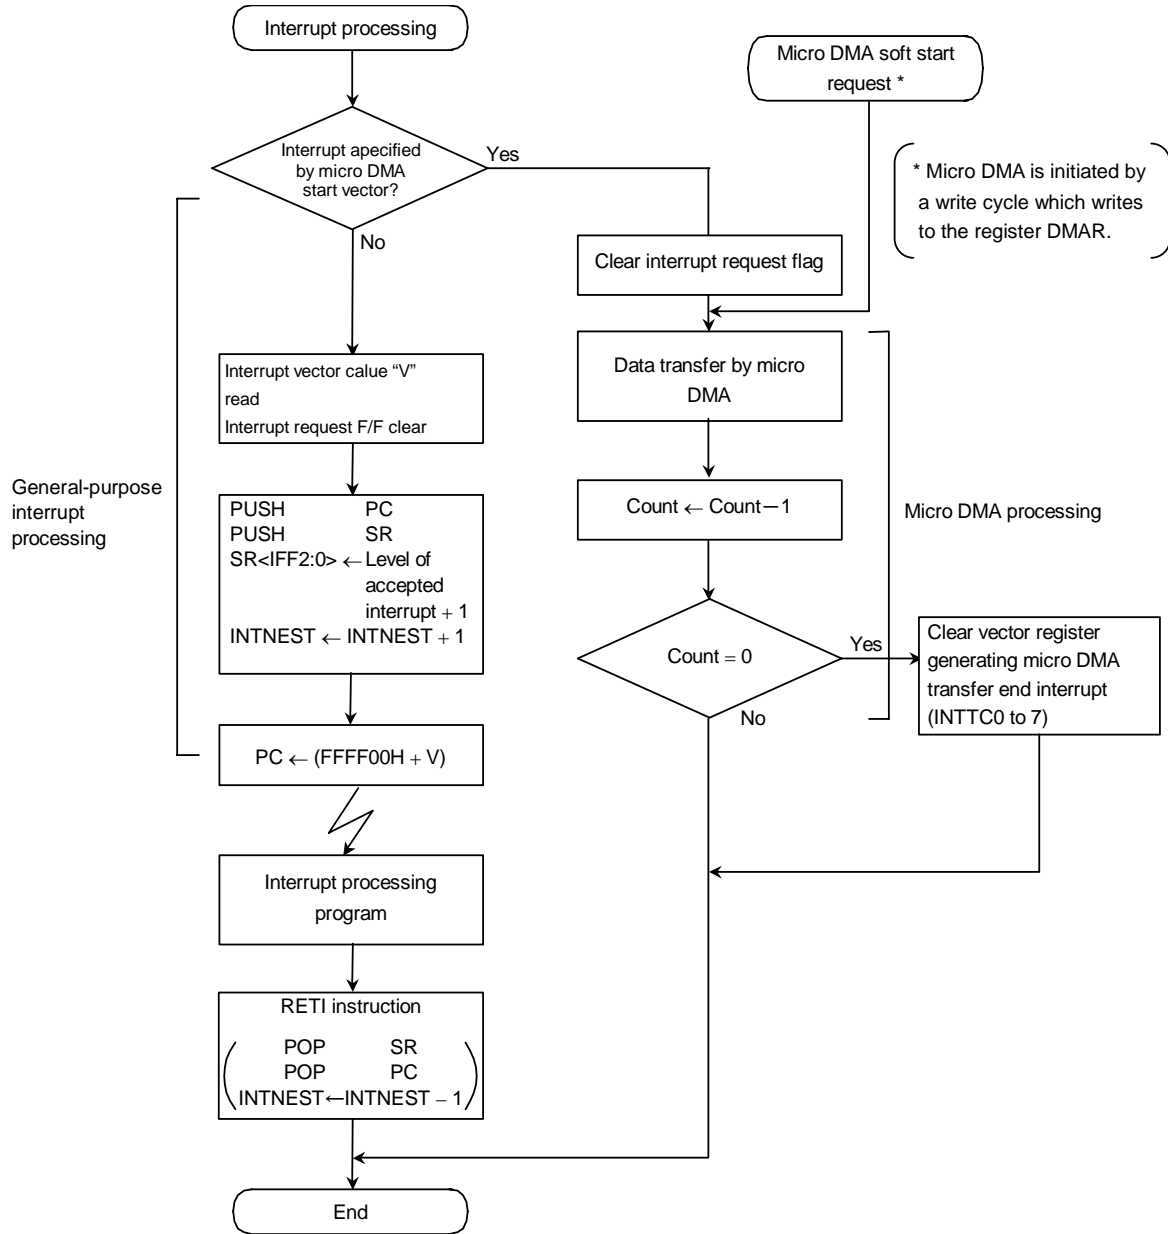 Interrupt processing
Micro DMA soft start
request *
Interrupt apecified
by micro DMA
start vector?
Yes
No
* Micro DMA is initiated by
a write cycle which writes
to the register DMAR.
Clear interrupt request flag
Interrupt vector calue “V”
read
Interrupt request F/F clear
Data transfer by micro
DMA
General-purpose
interrupt
processing
PUSH PC
PUSH SR
SR<IFF2:0> ← Level of
accepted
interrupt + 1
INTNEST ← INTNEST + 1
Count ← Count－1
Micro DMA processing
Count = 0
Yes
No
Clear vector register
generating micro DMA
transfer end interrupt
(INTTC0 to 7)
PC ← (FFFF00H + V)
Interrupt processing
program
RETI instruction
POP SR
POP PC
INTNEST←INTNEST − 1
End